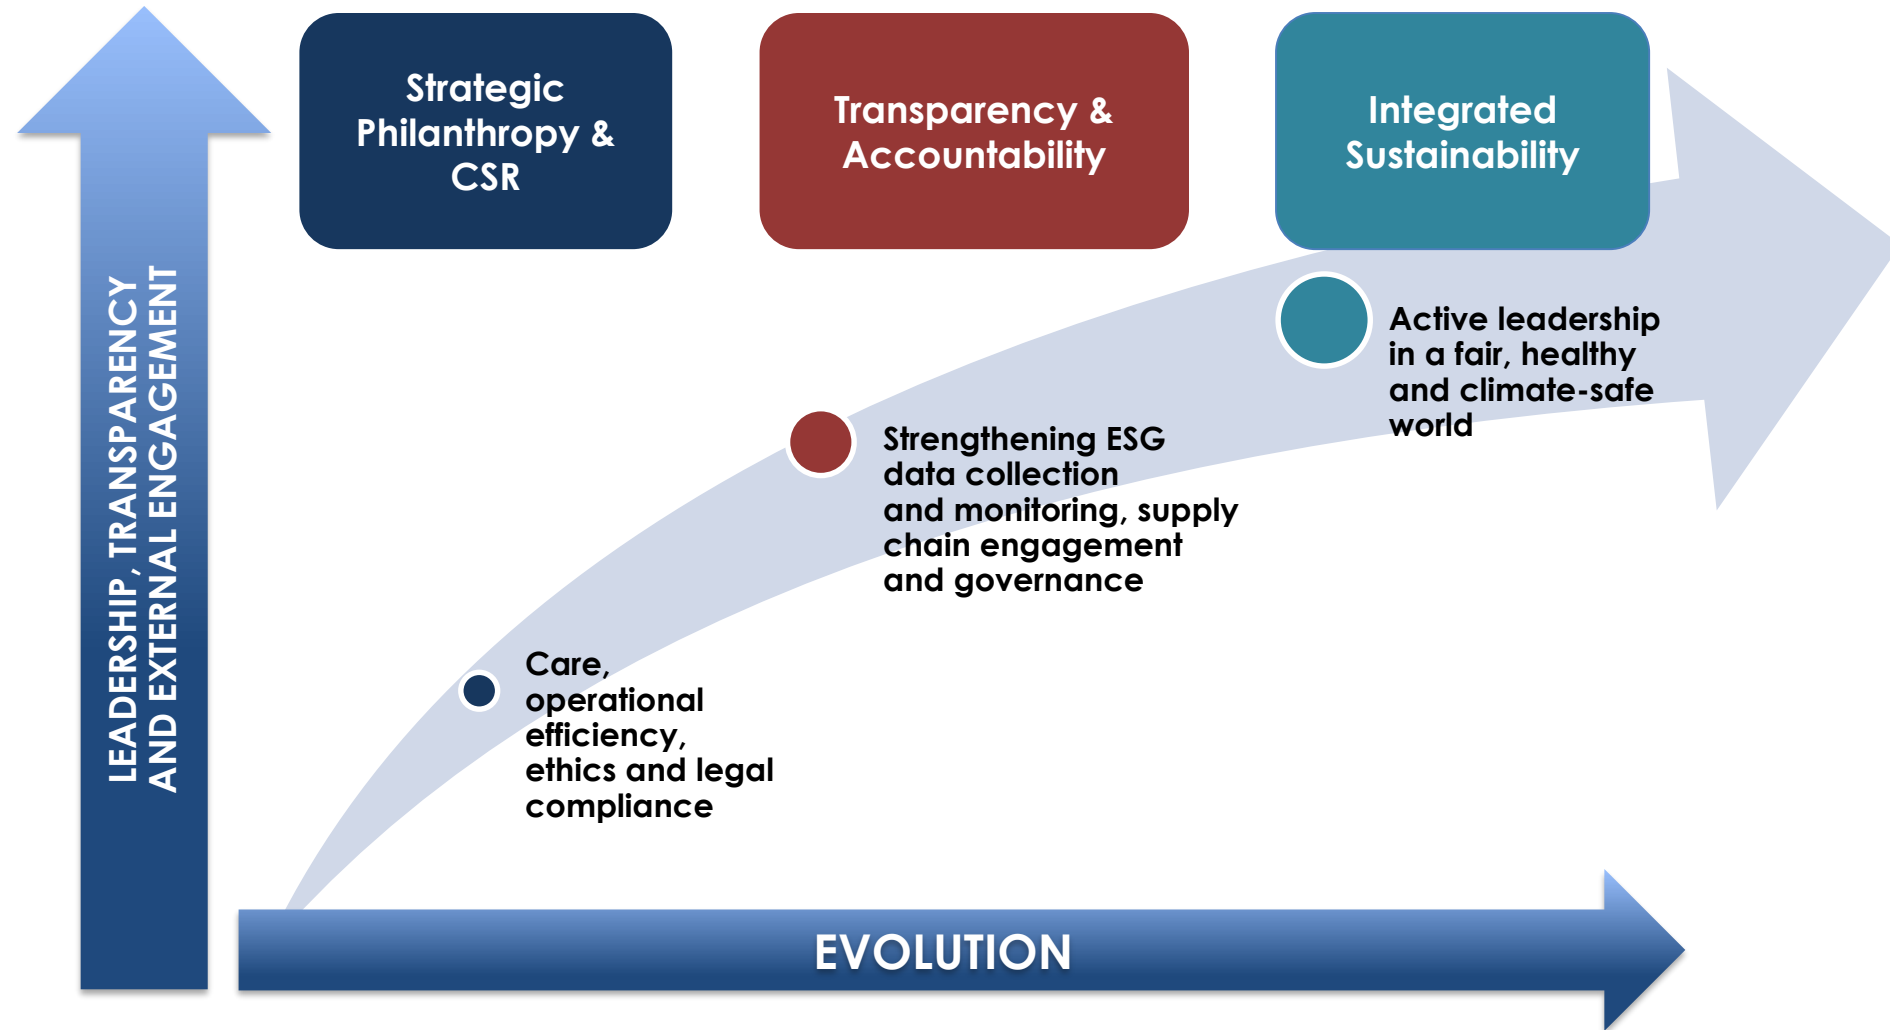 Strategic
Philanthropy &
CSR
Transparency &
Accountability
Integrated
Sustainability
LEADERSHIP, TRANSPARENCY
AND EXTERNAL ENGAGEMENT
Active leadership
in a fair, healthy
and climate-safe
world
Strengthening ESG
data collection
and monitoring, supply
chain engagement
and governance
Care,
operational
efficiency,
ethics and legal
compliance
EVOLUTION